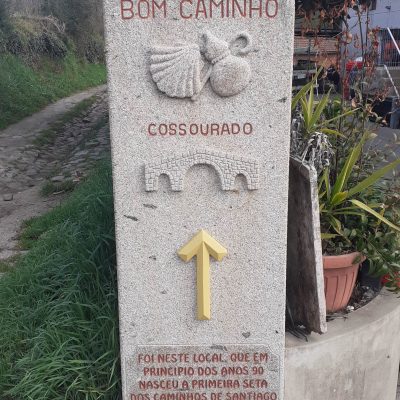 BOM CAMINHO
COSSOURADO
FOI NESTE LOCAL, QUE EM
PRINCIPIO DOS ANOS 90
NASCEU A PRIMEIRA SETA
DOS CAMINHOS DE SANTIAGO